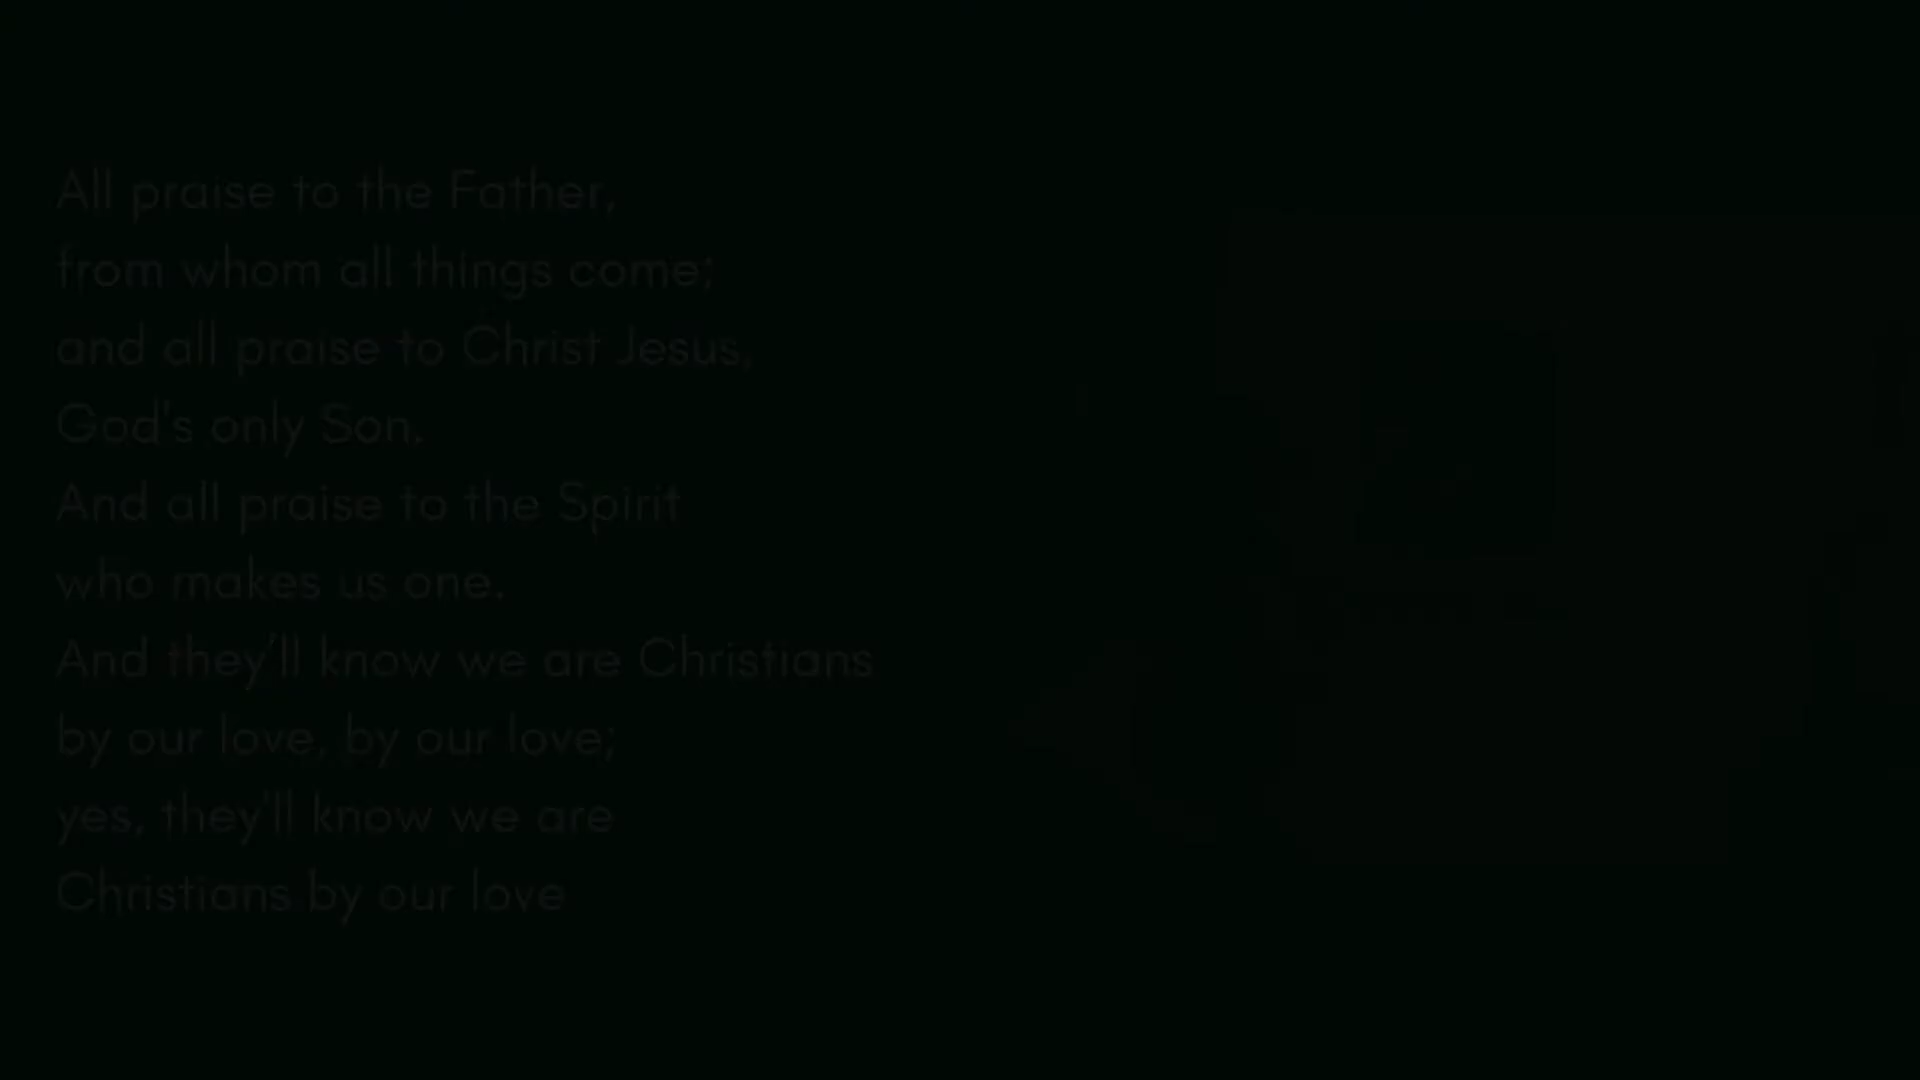 All praise to the Father,
from whom all things come;
and all praise to Christ Jesus,
God's only Son.
And all praise to the Spirit
who makes us one.
And they'll know we are Christians
by our love, by our love;
yes, they'll know we are
Christians by our love